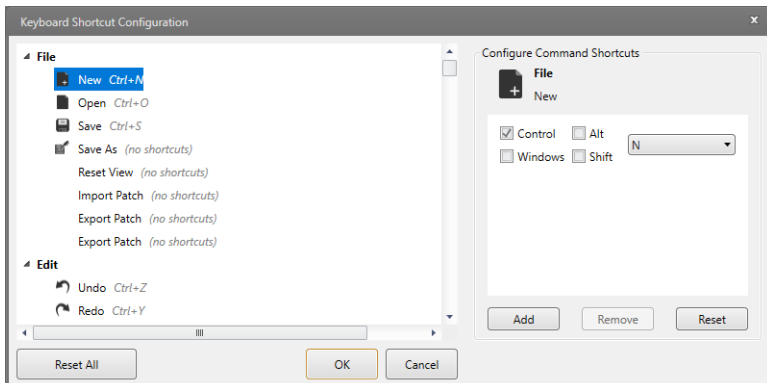 Keyboard Shortcut Configuration
x
File
New Ctrl+N
Open Ctrl+O
Save Ctrl+S
Save As (no shortcuts)
Reset View (no shortcuts)
Import Patch (no shortcuts)
Export Patch (no shortcuts)
Export Patch (no shortcuts)
Edit
Undo Ctrl+Z
Redo Ctrl+Y
Configure Command Shortcuts
File
New
Control Alt
N
Windows Shift
Add Remove Reset
Reset All OK Cancel